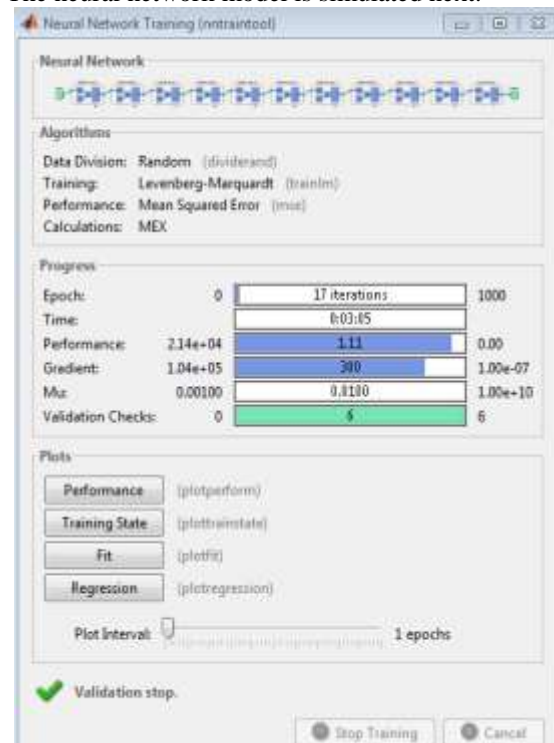 The neural network model is simulated next.
Neural Network Training (nntraintool)
Neural Network
Algorithms
Data Division: Random (dividerand)
Training: Levenberg-Marquardt (trainlm)
Performance: Mean Squared Error (mse)
Calculations: MEX
Progress
Epoch: 0 17 iterations 1000
Time: 0:03:05
Performance: 2.14e+04 1.11 0.00
Gradient: 1.04e+05 300 1.00e-07
Mu: 0.00100 0.0100 1.00e+10
Validation Checks: 0 6 6
Plots
Performance (plotperform)
Training State (plottrainstate)
Fit (plotfit)
Regression (plotregression)
Plot Interval: 1 epochs
Validation stop.
Stop Training Cancel